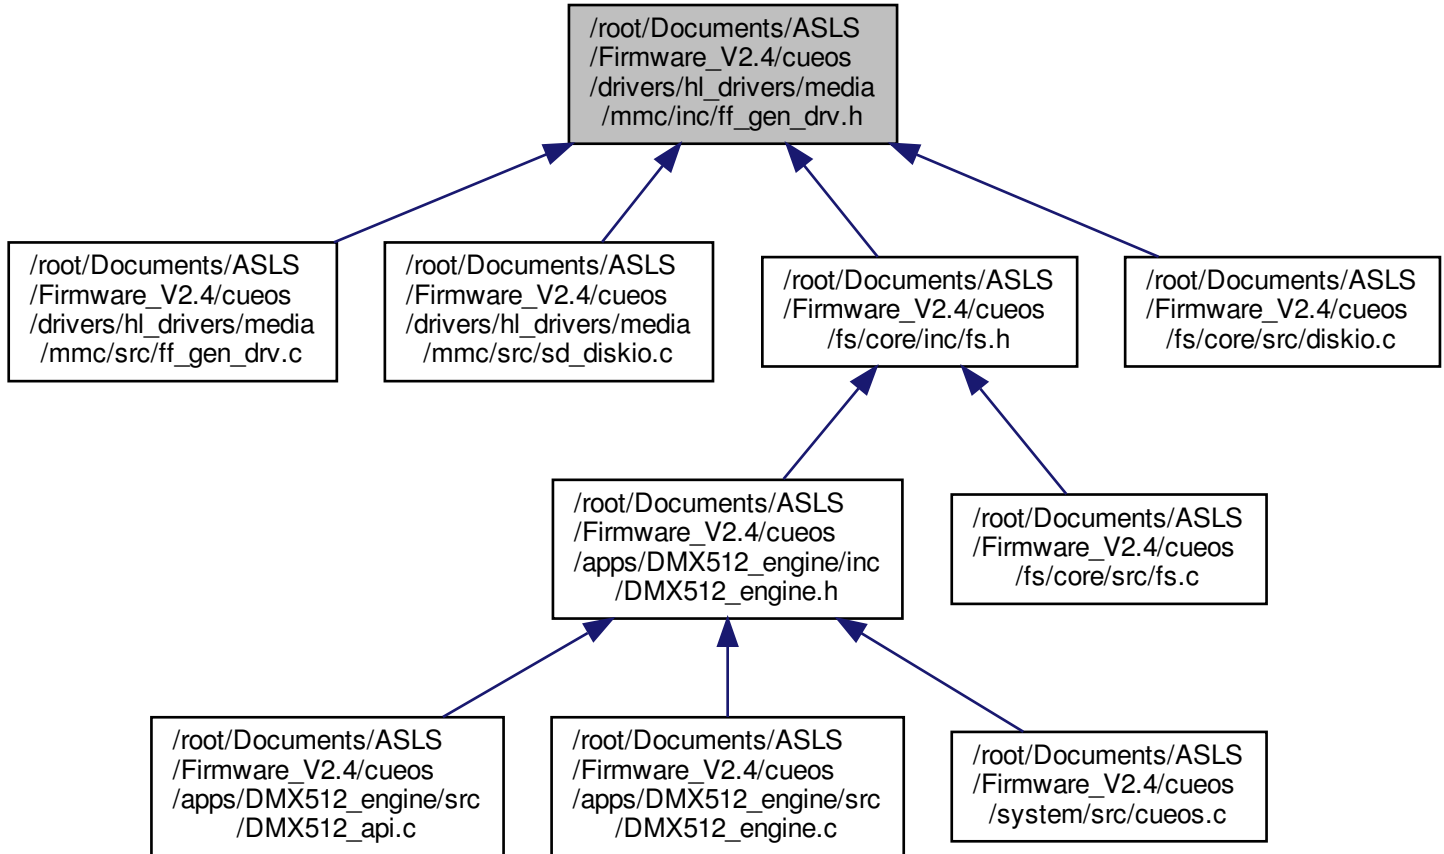 /root/Documents/ASLS
/Firmware_V2.4/cueos
/drivers/hl_drivers/media
/mmc/inc/ff_gen_drv.h
/root/Documents/ASLS
/Firmware_V2.4/cueos
/drivers/hl_drivers/media
/mmc/src/ff_gen_drv.c
/root/Documents/ASLS
/Firmware_V2.4/cueos
/drivers/hl_drivers/media
/mmc/src/sd_diskio.c
/root/Documents/ASLS
/Firmware_V2.4/cueos
/fs/core/inc/fs.h
/root/Documents/ASLS
/Firmware_V2.4/cueos
/fs/core/src/diskio.c
/root/Documents/ASLS
/Firmware_V2.4/cueos
/apps/DMX512_engine/inc
/DMX512_engine.h
/root/Documents/ASLS
/Firmware_V2.4/cueos
/fs/core/src/fs.c
/root/Documents/ASLS
/Firmware_V2.4/cueos
/apps/DMX512_engine/src
/DMX512_api.c
/root/Documents/ASLS
/Firmware_V2.4/cueos
/apps/DMX512_engine/src
/DMX512_engine.c
/root/Documents/ASLS
/Firmware_V2.4/cueos
/system/src/cueos.c